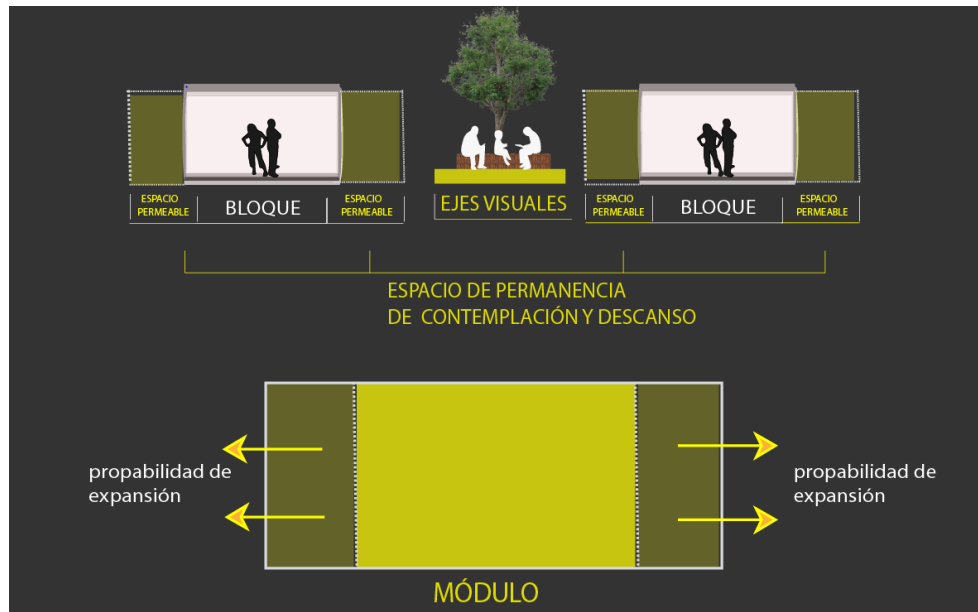 ESPACIO
PERMEABLE
BLOQUE
ESPACIO
PERMEABLE
EJES VISUALES
ESPACIO
PERMEABLE
BLOQUE
ESPACIO
PERMEABLE
ESPACIO DE PERMANENCIA
DE CONTEMPLACIÓN Y DESCANSO
propabilidad de
expansión
propabilidad de
expansión
MÓDULO